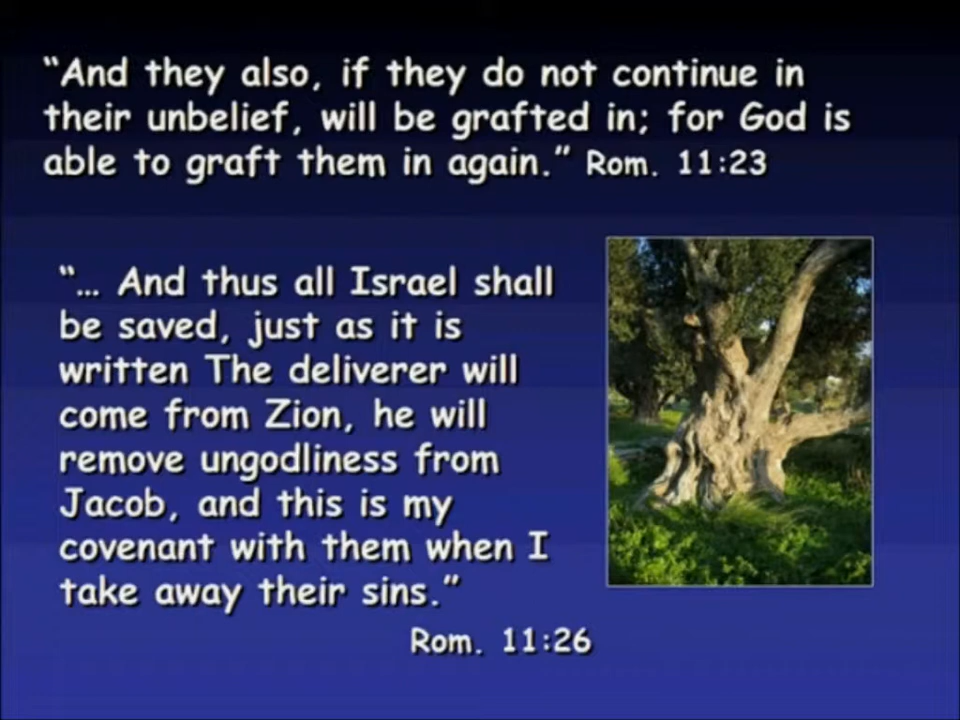 “And they also, if they do not continue in
their unbelief, will be grafted in; for God is
able to graft them in again.” Rom. 11:23
“… And thus all Israel shall
be saved, just as it is
written The deliverer will
come from Zion, he will
remove ungodliness from
Jacob, and this is my
covenant with them when I
take away their sins.”
Rom. 11:26